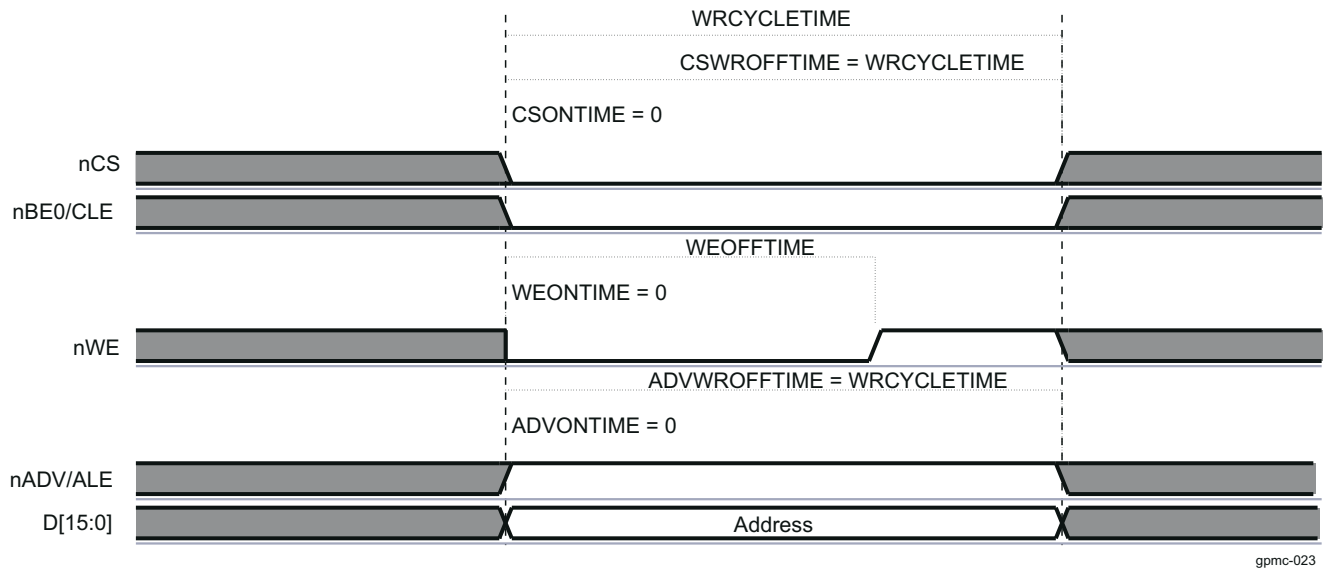 WRCYCLETIME
CSWROFFTIME = WRCYCLETIME
CSONTIME = 0
nCS
nBE0/CLE
WEOFFTIME
WEONTIME = 0
nWE
ADVWROFFTIME = WRCYCLETIME
ADVONTIME = 0
nADV/ALE
D[15:0]
Address
gpmc-023